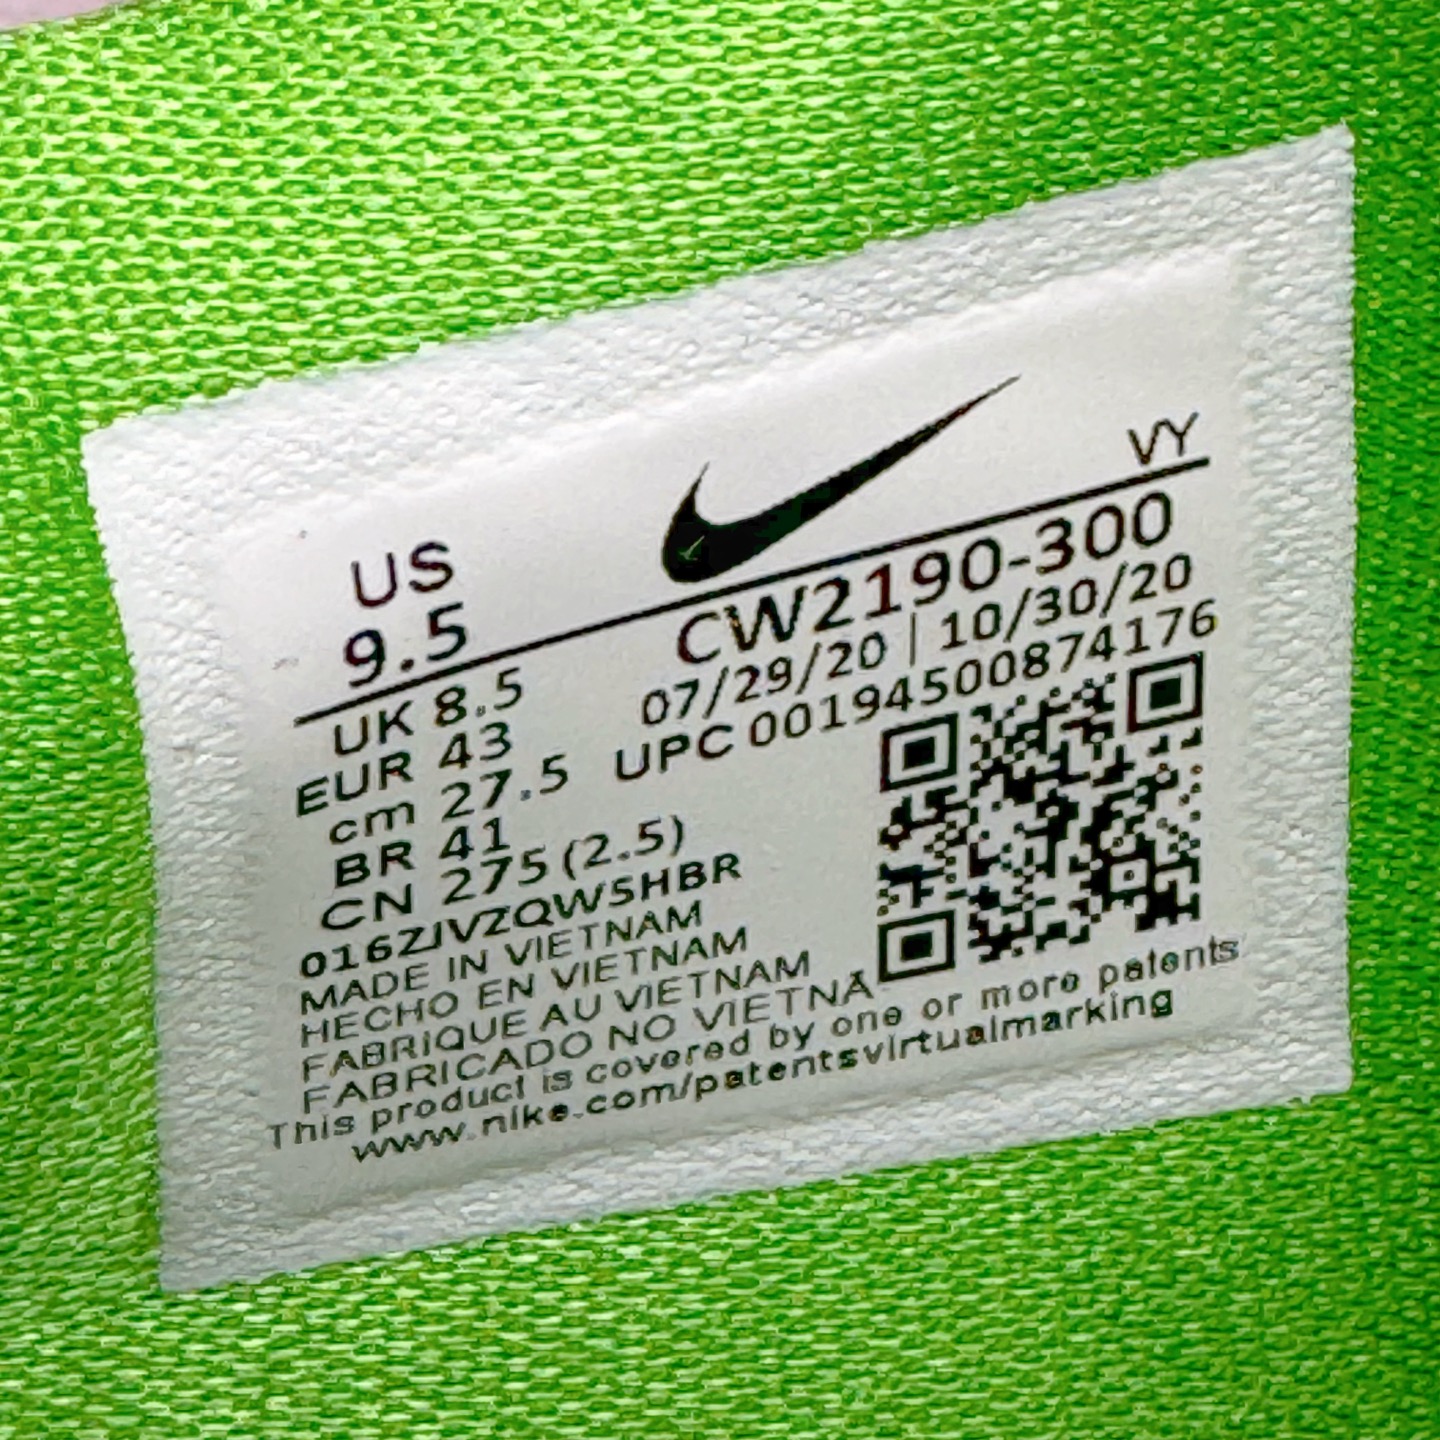 VY
US
9.5
CW2190-300
07/29/20 | 10/30/20
UPC 00194500874176
UK 8.5
EUR 43
cm 27.5
BR 41
CN 275 (2.5)
016ZJVZQWSHBR
MADE IN VIETNAM
HECHO EN VIETNAM
FABRIQUE AU VIETNAM
FABRICADO NO VIETNÃ
This product is covered by one or more patents
www.nike.com/patentsvirtualmarking